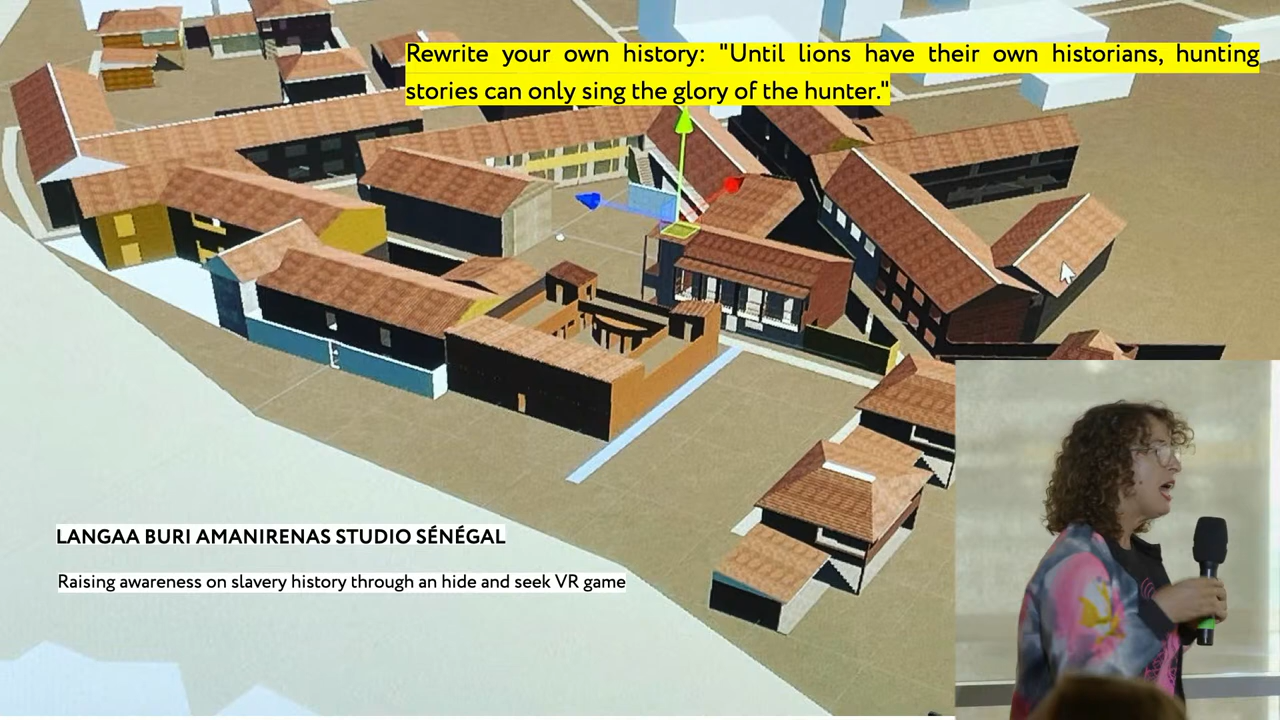 Rewrite your own history: "Until lions have their own historians, hunting
stories can only sing the glory of the hunter."
LANGAA BURI AMANIRENAS STUDIO SÉNÉGAL
Raising awareness on slavery history through an hide and seek VR game